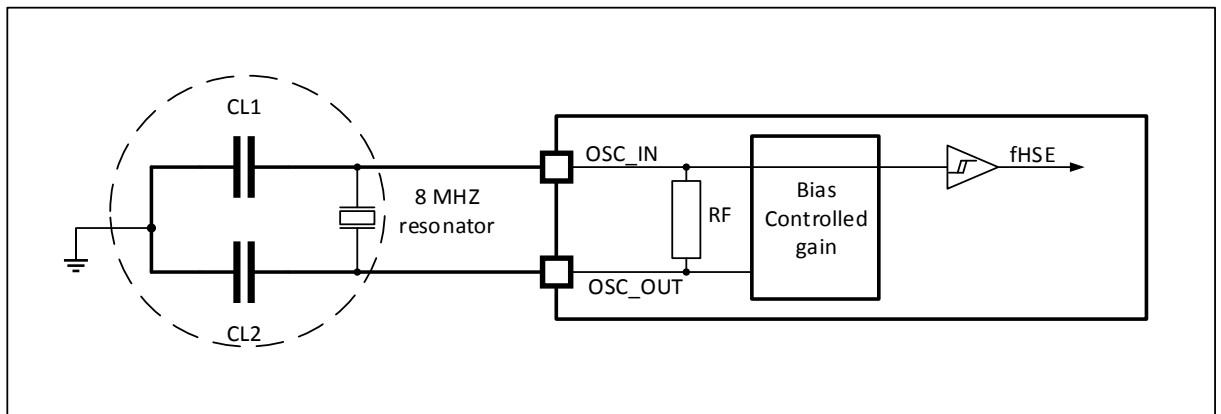 CL1
OSC_IN
fHSE
8 MHZ
resonator
RF
Bias
Controlled
gain
OSC_OUT
CL2